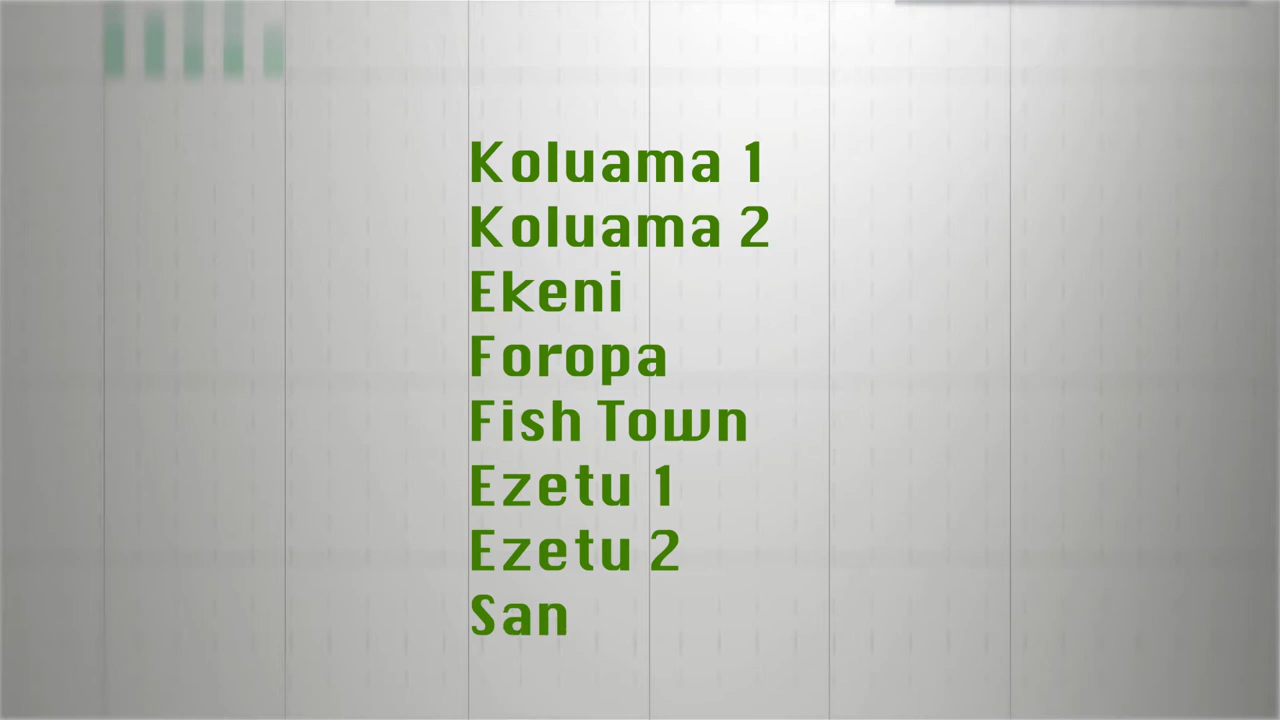 Koluama 1
Koluama 2
Ekeni
Foropa
Fish Town
Ezetu 1
Ezetu 2
San